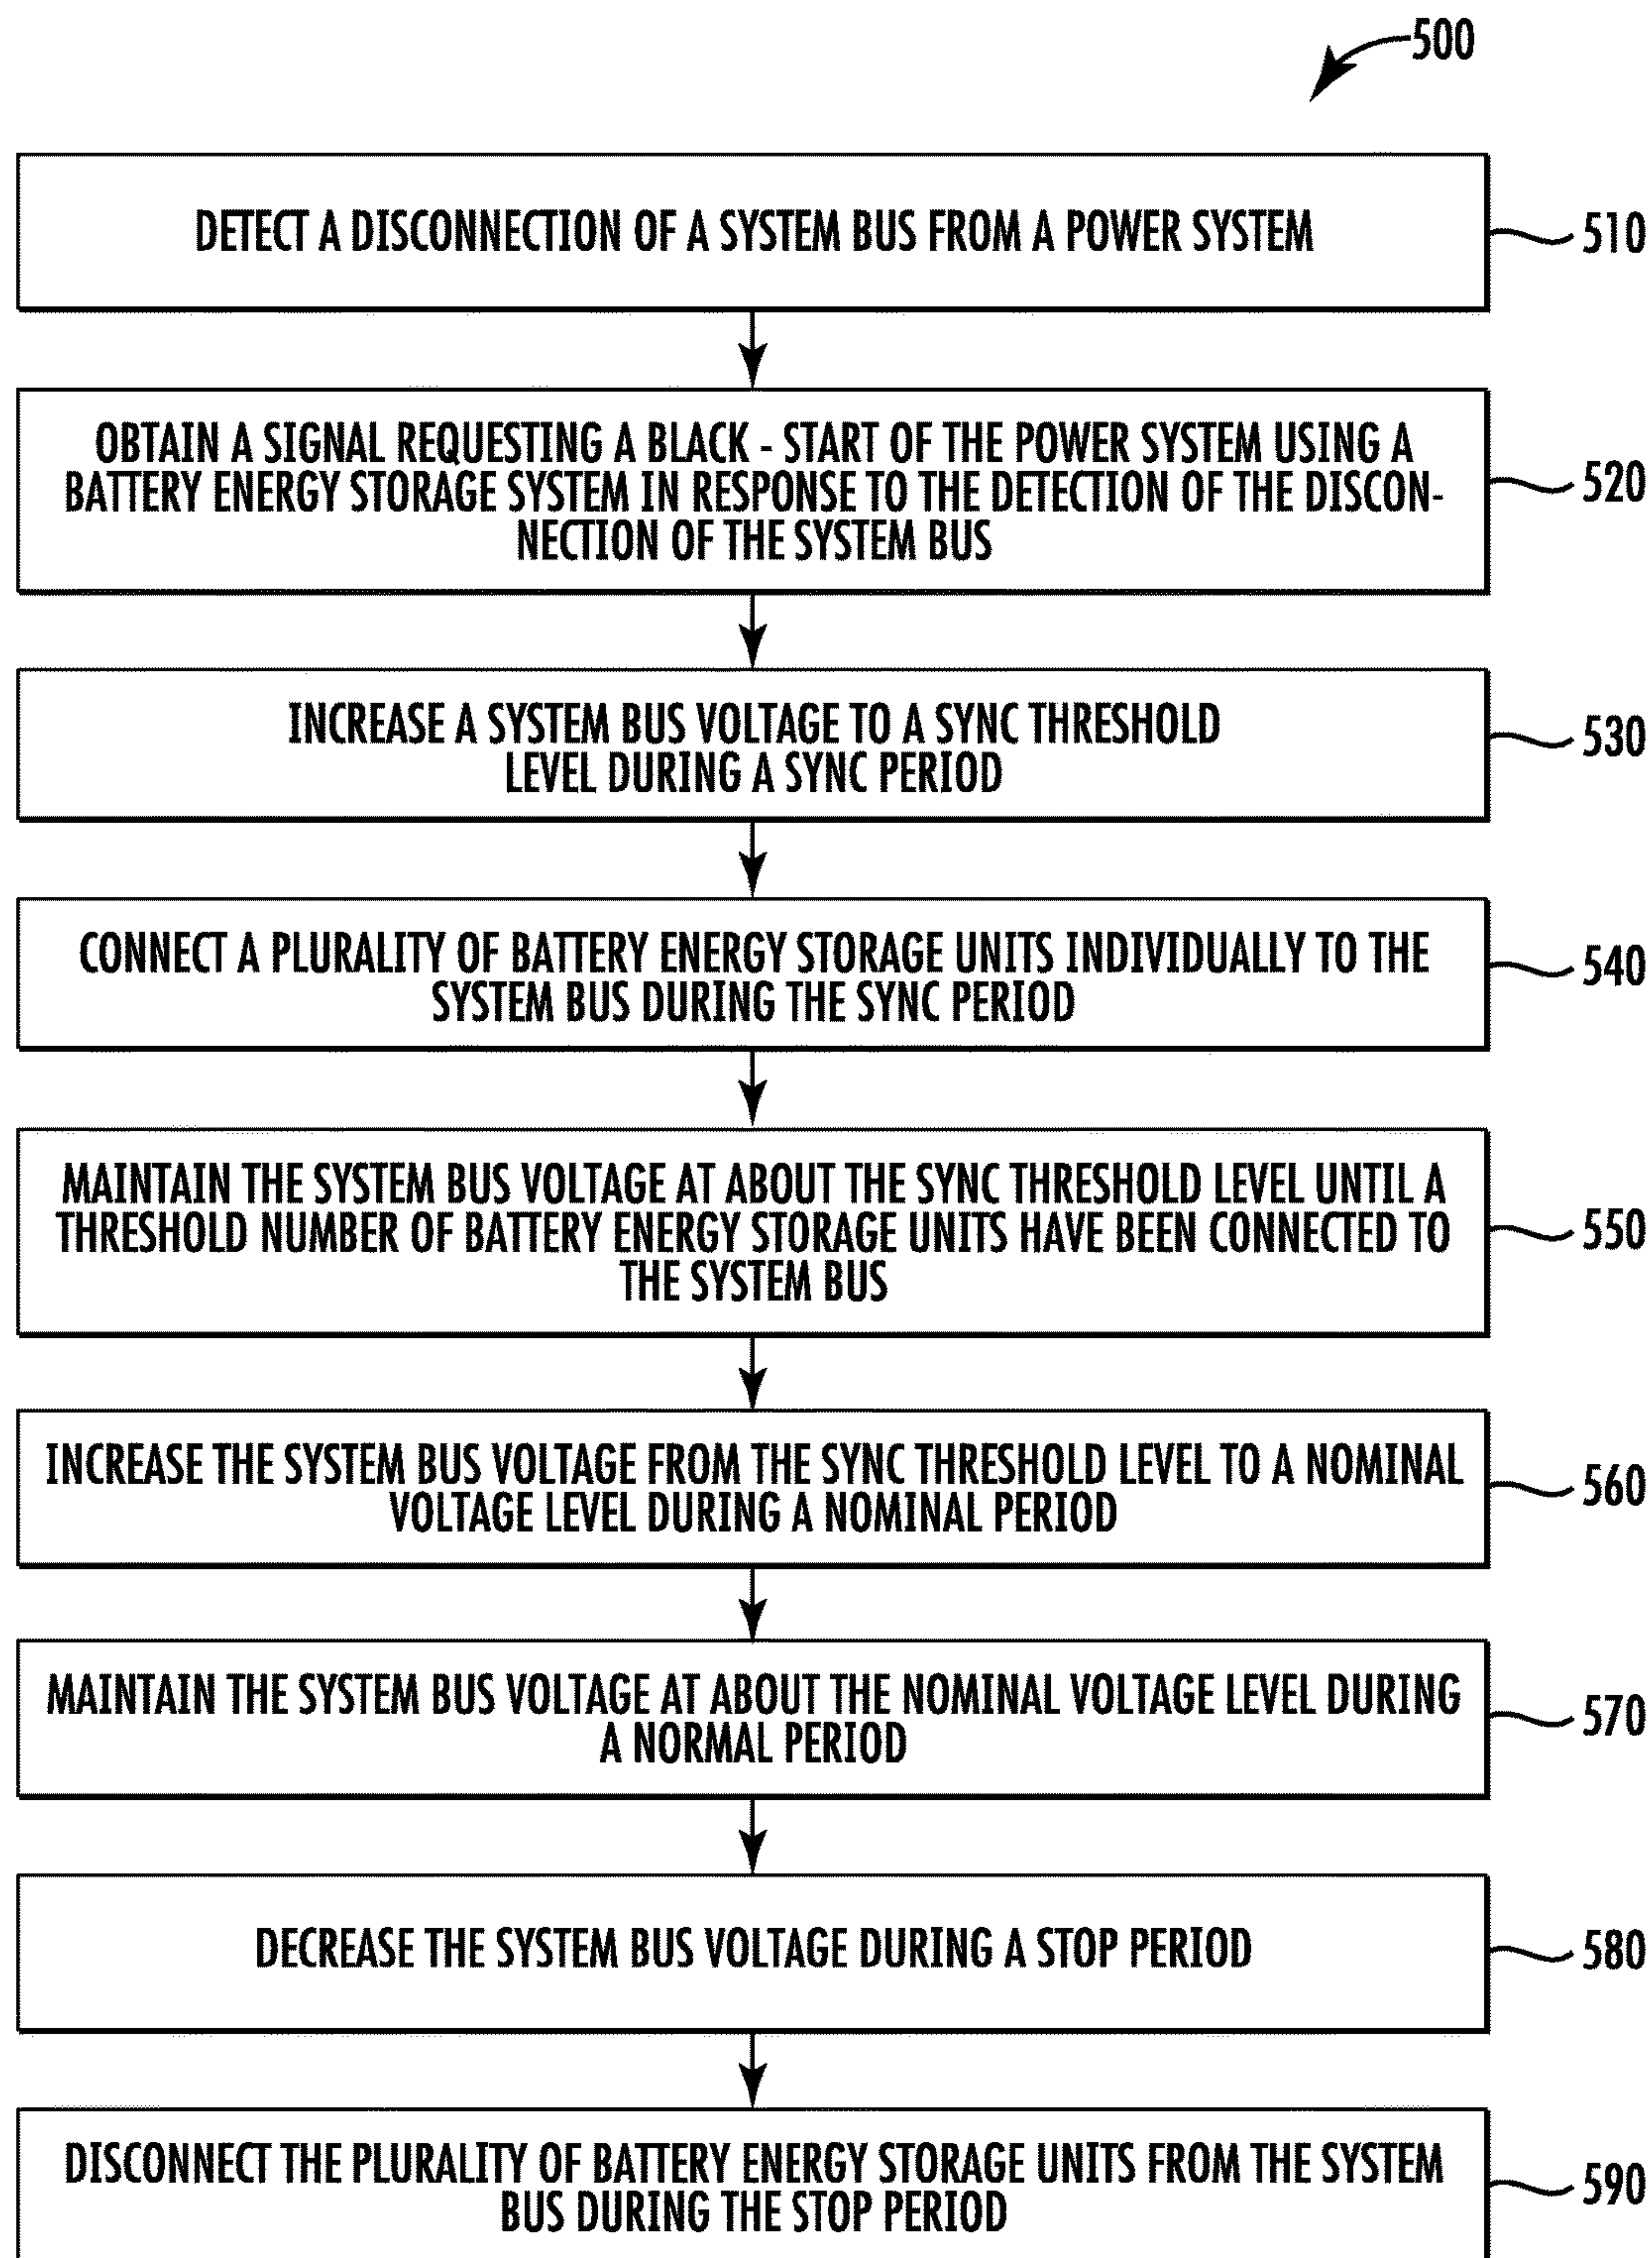 500
DETECT A DISCONNECTION OF A SYSTEM BUS FROM A POWER SYSTEM
510
OBTAIN A SIGNAL REQUESTING A BLACK - START OF THE POWER SYSTEM USING A
BATTERY ENERGY STORAGE SYSTEM IN RESPONSE TO THE DETECTION OF THE DISCON-
NECTION OF THE SYSTEM BUS
520
INCREASE A SYSTEM BUS VOLTAGE TO A SYNC THRESHOLD
LEVEL DURING A SYNC PERIOD
530
CONNECT A PLURALITY OF BATTERY ENERGY STORAGE UNITS INDIVIDUALLY TO THE
SYSTEM BUS DURING THE SYNC PERIOD
540
MAINTAIN THE SYSTEM BUS VOLTAGE AT ABOUT THE SYNC THRESHOLD LEVEL UNTIL A
THRESHOLD NUMBER OF BATTERY ENERGY STORAGE UNITS HAVE BEEN CONNECTED TO
THE SYSTEM BUS
550
INCREASE THE SYSTEM BUS VOLTAGE FROM THE SYNC THRESHOLD LEVEL TO A NOMINAL
VOLTAGE LEVEL DURING A NOMINAL PERIOD
560
MAINTAIN THE SYSTEM BUS VOLTAGE AT ABOUT THE NOMINAL VOLTAGE LEVEL DURING
A NORMAL PERIOD
570
DECREASE THE SYSTEM BUS VOLTAGE DURING A STOP PERIOD
580
DISCONNECT THE PLURALITY OF BATTERY ENERGY STORAGE UNITS FROM THE SYSTEM
BUS DURING THE STOP PERIOD
590